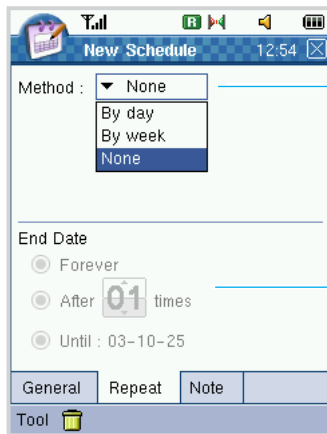 R
New Schedule 12:54
Method : None
By day
By week
None
End Date
Forever
After 01 times
Until : 03-10-25
General Repeat Note
Tool